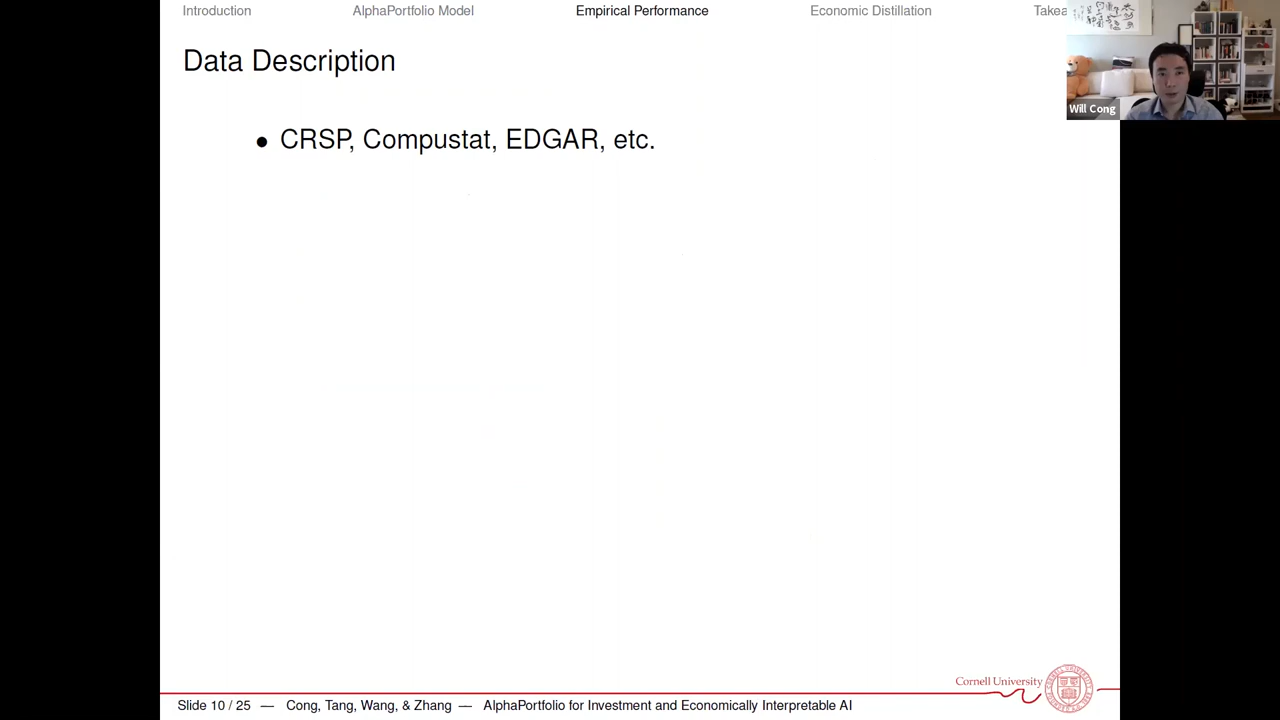 Introduction AlphaPortfolio Model Empirical Performance Economic Distillation Takea
Data Description
Will Cong
• CRSP, Compustat, EDGAR, etc.
Cornell University
Slide 10 / 25 — Cong, Tang, Wang, & Zhang — AlphaPortfolio for Investment and Economically Interpretable AI